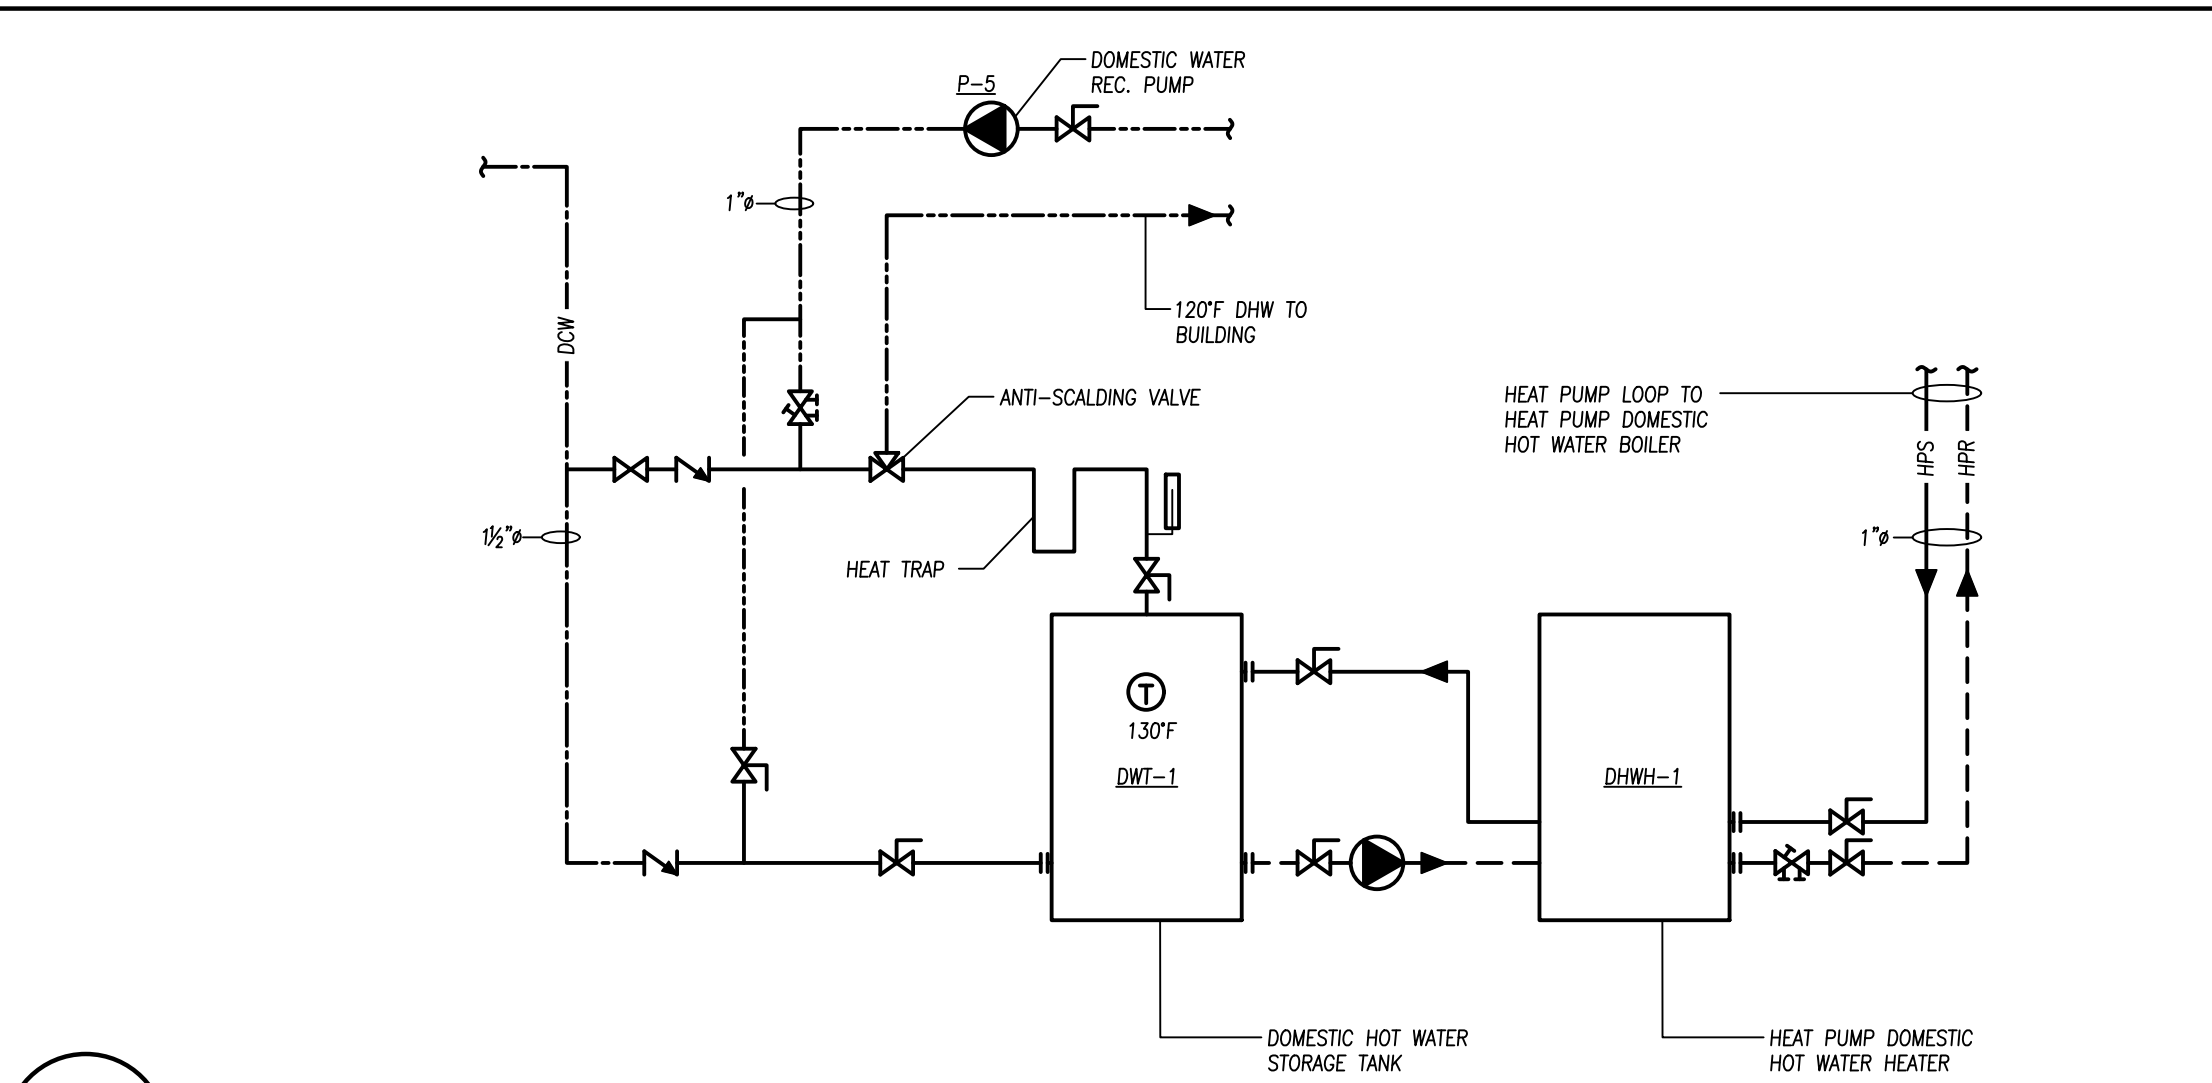 DOMESTIC WATER
REC. PUMP
P-5
1"ø
120°F DHW TO
BUILDING
DCW
ANTI-SCALDING VALVE
HEAT PUMP LOOP TO
HEAT PUMP DOMESTIC
HOT WATER BOILER
HPS
HPR
1½"ø
1"ø
HEAT TRAP
T
130°F
DWT-1
DHWH-1
DOMESTIC HOT WATER
STORAGE TANK
HEAT PUMP DOMESTIC
HOT WATER HEATER